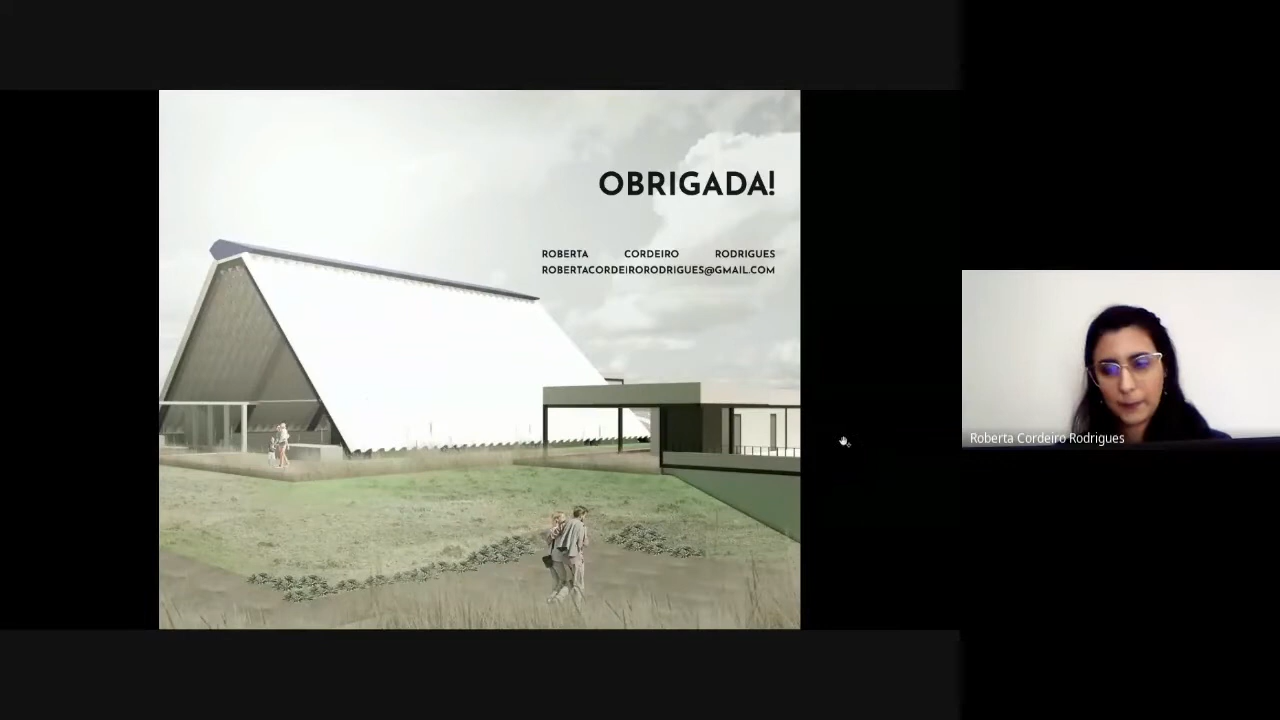 OBRIGADA!
ROBERTA CORDEIRO RODRIGUES
ROBERTACORDEIRORODRIGUES@GMAIL.COM
Roberta Cordeiro Rodrigues